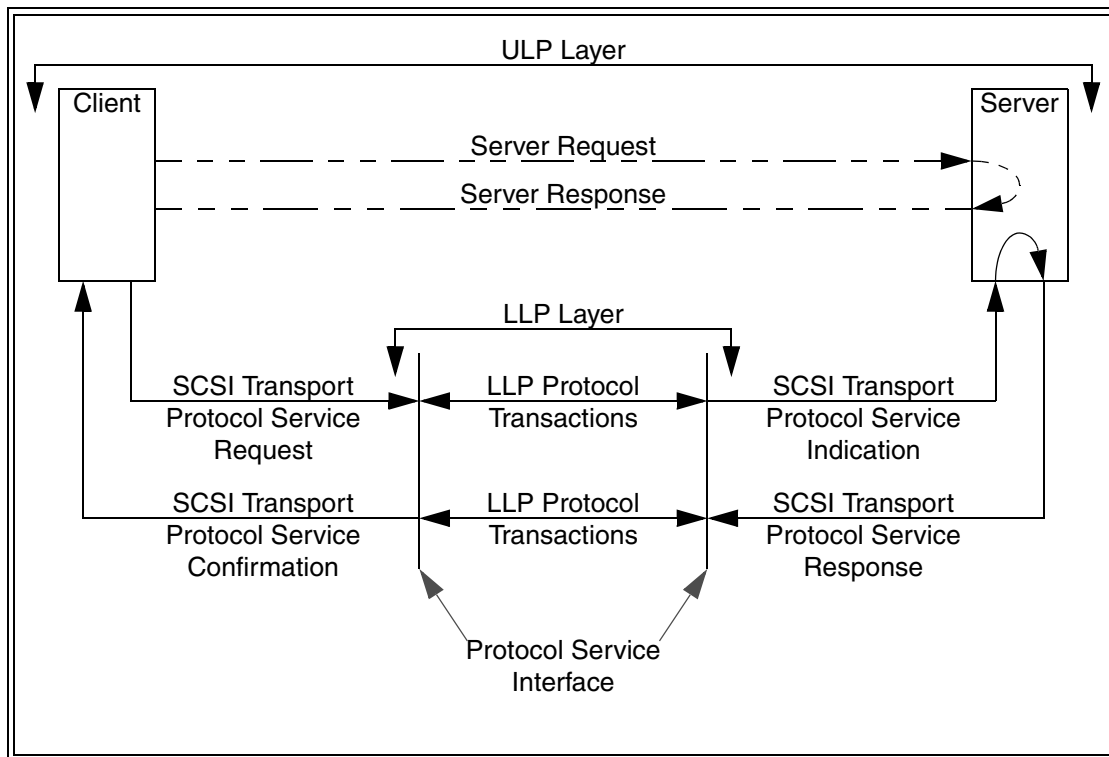 ULP Layer
Client
Server
Server Request
Server Response
LLP Layer
SCSI Transport
Protocol Service
Request
LLP Protocol
Transactions
SCSI Transport
Protocol Service
Indication
SCSI Transport
Protocol Service
Confirmation
LLP Protocol
Transactions
SCSI Transport
Protocol Service
Response
Protocol Service
Interface